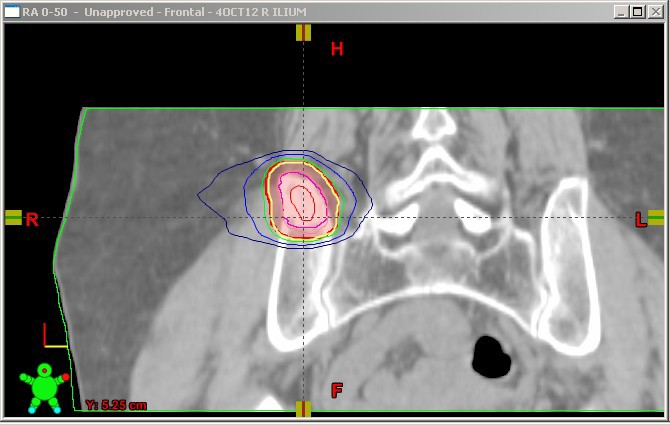 RA 0-50 - Unapproved - Frontal - 4OCT12 R ILIUM
H
R
L
F
Y: 5.25 cm